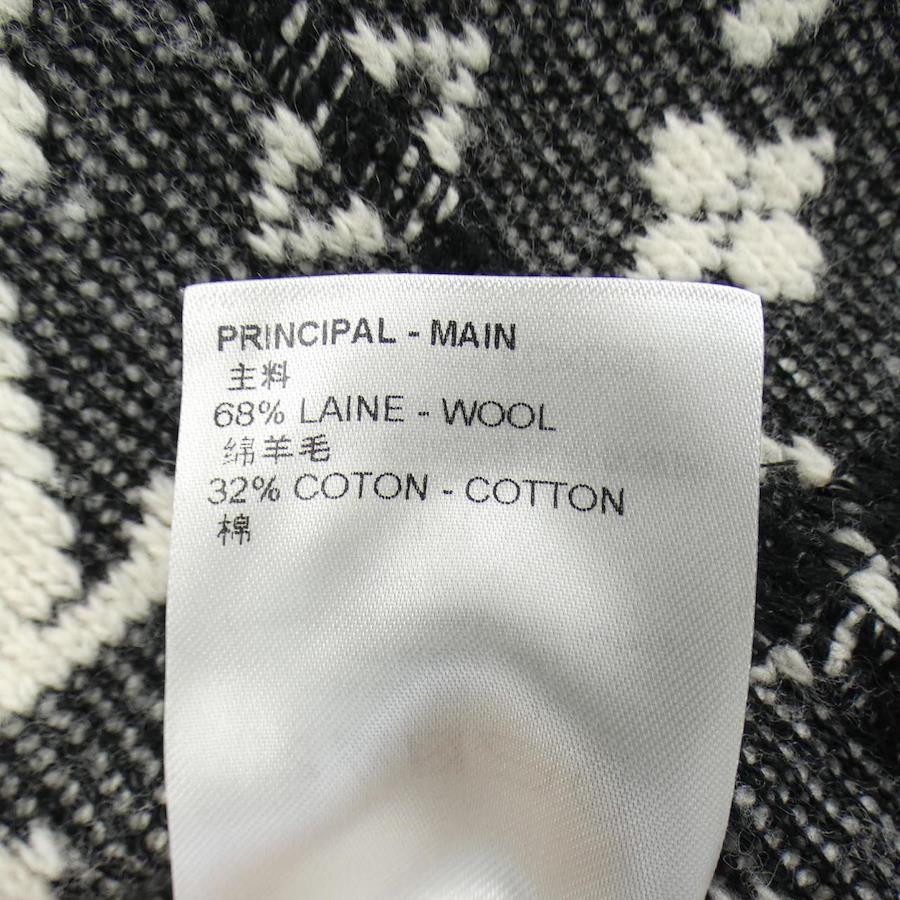 PRINCIPAL - MAIN
主料
68% LAINE - WOOL
绵羊毛
32% COTON - COTTON
棉